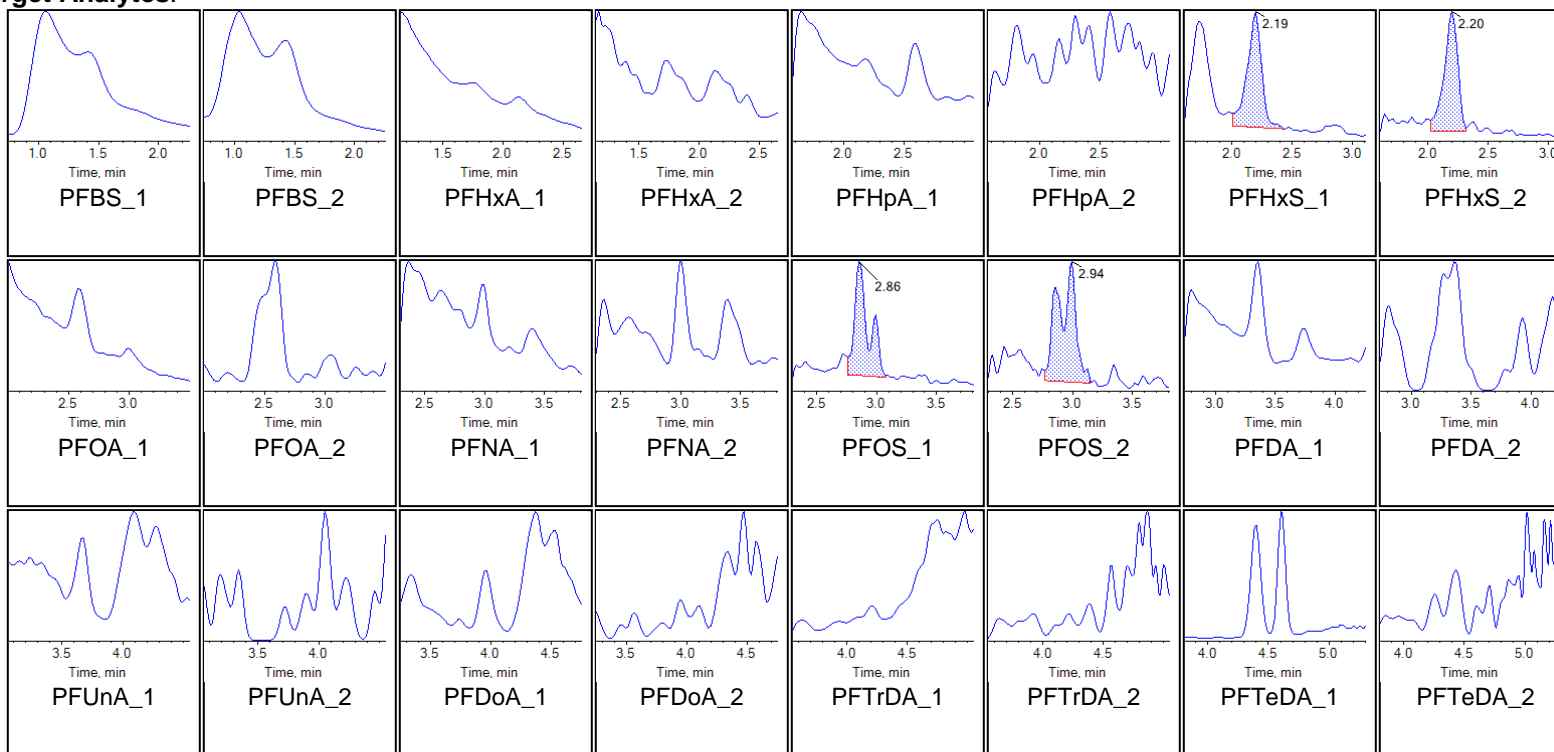 rget Analytes:
2.19
2.20
1.0 1.5 2.0 1.0 1.5 2.0 1.5 2.0 2.5 1.5 2.0 2.5 2.0 2.5 2.0 2.5 2.0 2.5 3.0 2.0 2.5 3.0
Time, min Time, min Time, min Time, min Time, min Time, min Time, min Time, min
PFBS_1 PFBS_2 PFHxA_1 PFHxA_2 PFHpA_1 PFHpA_2 PFHxS_1 PFHxS_2
2.86
2.94
2.5 3.0 2.5 3.0 2.5 3.0 3.5 2.5 3.0 3.5 2.5 3.0 3.5 2.5 3.0 3.5 3.0 3.5 4.0 3.0 3.5 4.0
Time, min Time, min Time, min Time, min Time, min Time, min Time, min Time, min
PFOA_1 PFOA_2 PFNA_1 PFNA_2 PFOS_1 PFOS_2 PFDA_1 PFDA_2
3.5 4.0 3.5 4.0 3.5 4.0 4.5 3.5 4.0 4.5 4.0 4.5 4.0 4.5 4.0 4.5 5.0 4.0 4.5 5.0
Time, min Time, min Time, min Time, min Time, min Time, min Time, min Time, min
PFUnA_1 PFUnA_2 PFDoA_1 PFDoA_2 PFTrDA_1 PFTrDA_2 PFTeDA_1 PFTeDA_2